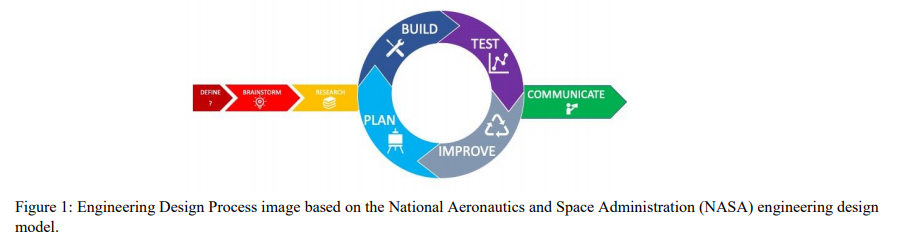 BUILD
TEST
DEFINE
?
BRAINSTORM
RESEARCH
COMMUNICATE
PLAN
IMPROVE
Figure 1: Engineering Design Process image based on the National Aeronautics and Space Administration (NASA) engineering design
model.